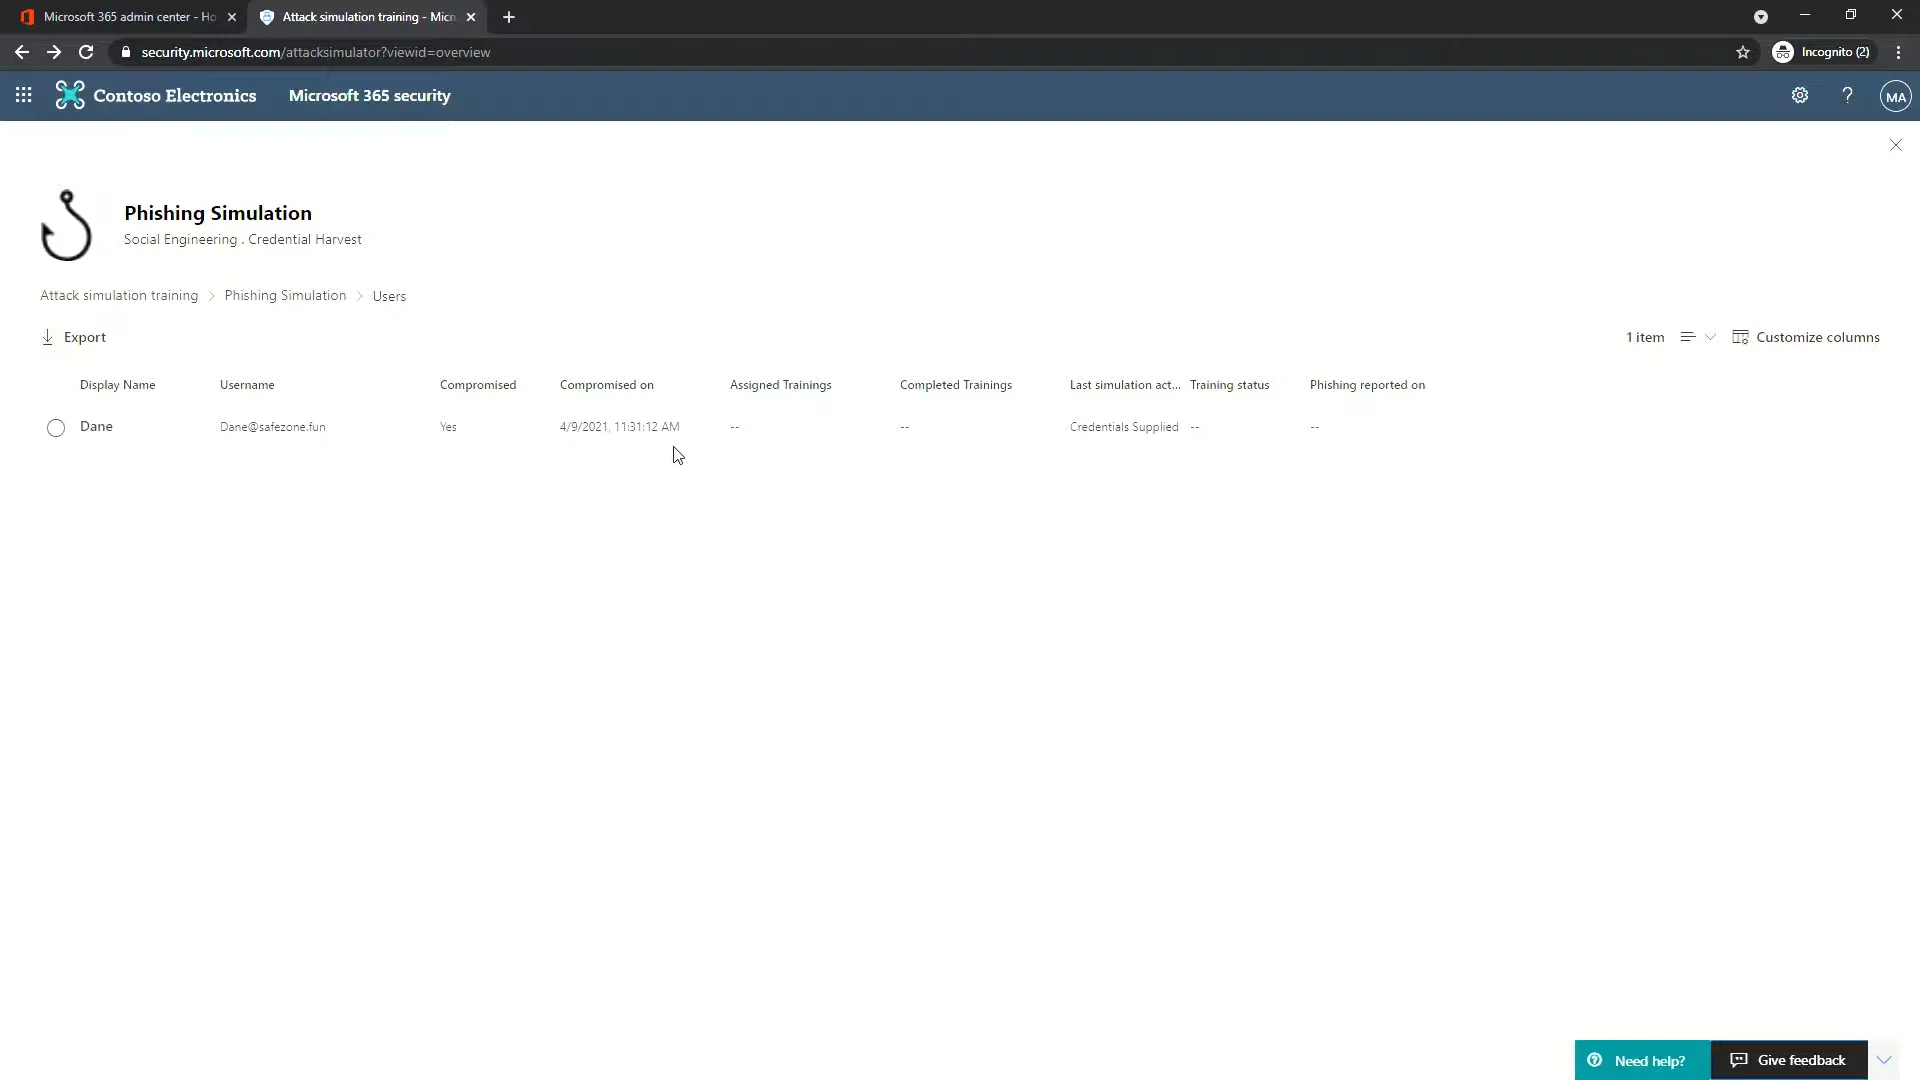 Microsoft 365 admin center - Ho
Attack simulation training - Micr
security.microsoft.com/attacksimulator?viewid=overview
Incognito (2)
Contoso Electronics
Microsoft 365 security
?
MA
Phishing Simulation
Social Engineering . Credential Harvest
Attack simulation training > Phishing Simulation > Users
Export
1 item
Customize columns
Display Name Username Compromised Compromised on Assigned Trainings Completed Trainings Last simulation act... Training status Phishing reported on
Dane Dane@safezone.fun Yes 4/9/2021, 11:31:12 AM -- -- Credentials Supplied -- --
Need help?
Give feedback